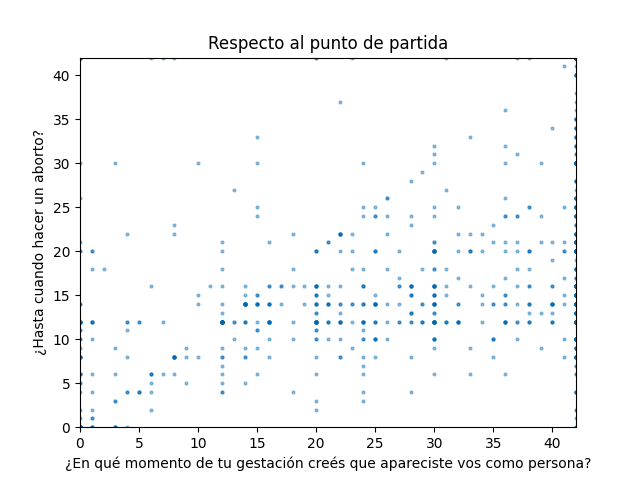 Respecto al punto de partida
¿Hasta cuando hacer un aborto?
40
35
30
25
20
15
10
5
0
0 5 10 15 20 25 30 35 40
¿En qué momento de tu gestación creés que apareciste vos como persona?